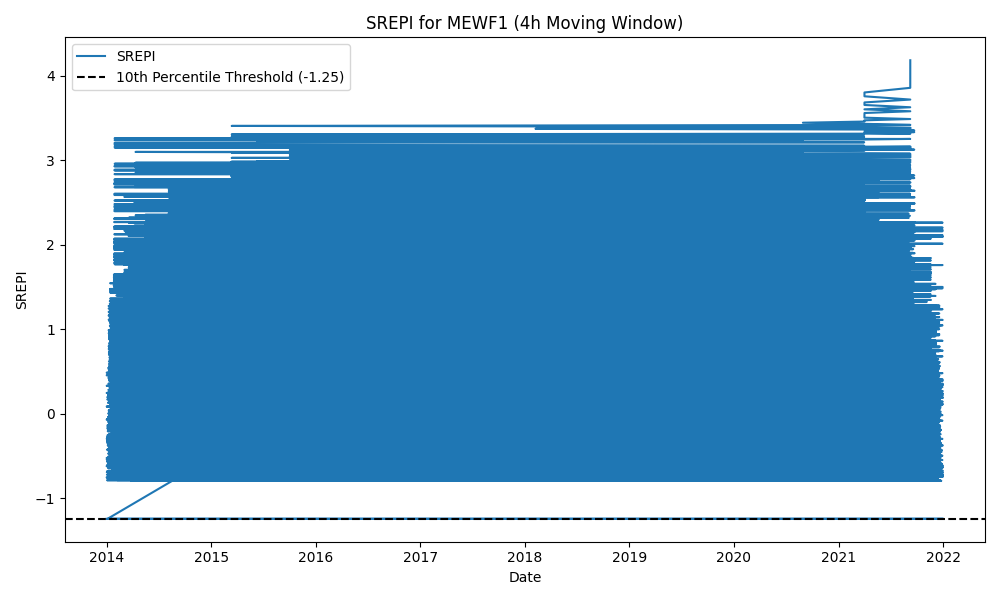 SREPI for MEWF1 (4h Moving Window)
SREPI
10th Percentile Threshold (-1.25)
SREPI
4
3
2
1
0
−1
2014 2015 2016 2017 2018 2019 2020 2021 2022
Date